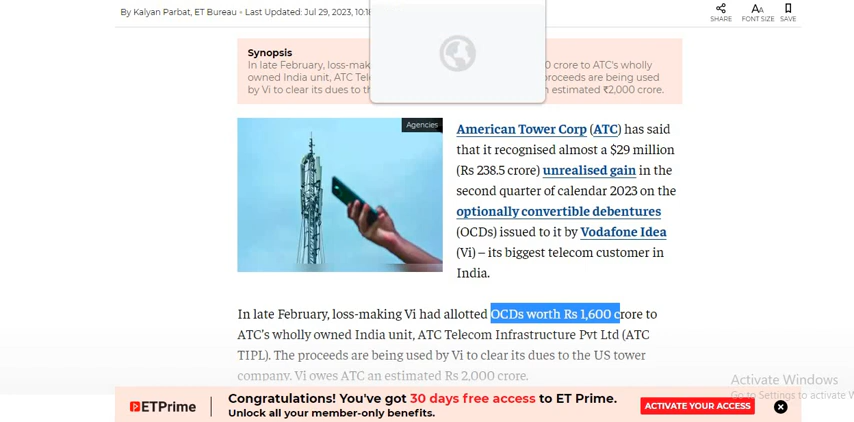 By Kalyan Parbat, ET Bureau • Last Updated: Jul 29, 2023, 10:18
SHARE FONT SIZE SAVE
Synopsis
In late February, loss-mak 0 crore to ATC's wholly
owned India unit, ATC Tele proceeds are being used
by Vi to clear its dues to th n estimated ₹2,000 crore.
Agencies
American Tower Corp (ATC) has said
that it recognised almost a $29 million
(Rs 238.5 crore) unrealised gain in the
second quarter of calendar 2023 on the
optionally convertible debentures
(OCDs) issued to it by Vodafone Idea
(Vi) – its biggest telecom customer in
India.
In late February, loss-making Vi had allotted OCDs worth Rs 1,600 crore to
ATC's wholly owned India unit, ATC Telecom Infrastructure Pvt Ltd (ATC
TIPL). The proceeds are being used by Vi to clear its dues to the US tower
company. Vi owes ATC an estimated Rs 2,000 crore.
Activate Windows
Go to Settings to activate W
ETPrime
Congratulations! You've got 30 days free access to ET Prime.
Unlock all your member-only benefits.
ACTIVATE YOUR ACCESS